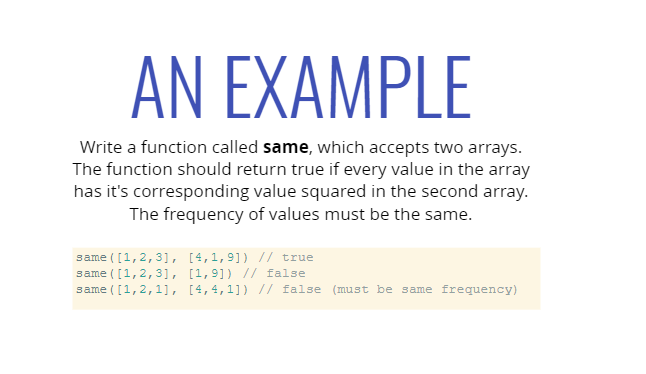 AN EXAMPLE
Write a function called same, which accepts two arrays.
The function should return true if every value in the array
has it's corresponding value squared in the second array.
The frequency of values must be the same.
same([1,2,3], [4,1,9]) // true
same([1,2,3], [1,9]) // false
same([1,2,1], [4,4,1]) // false (must be same frequency)